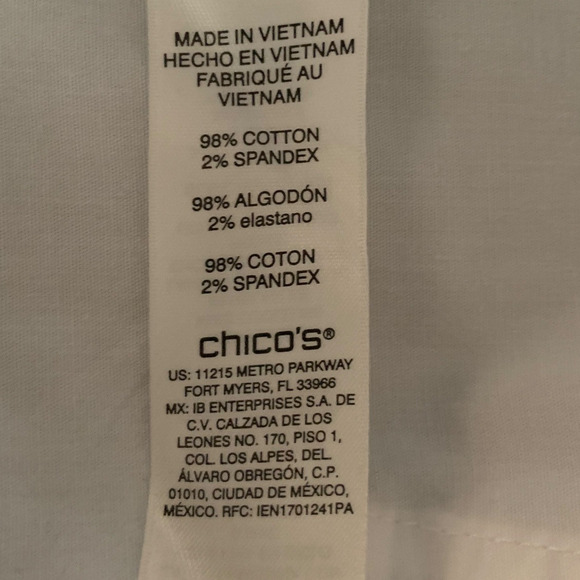 MADE IN VIETNAM
HECHO EN VIETNAM
FABRIQUÉ AU
VIETNAM
98% COTTON
2% SPANDEX
98% ALGODÓN
2% elastano
98% COTON
2% SPANDEX
chico's®
US: 11215 METRO PARKWAY
FORT MYERS, FL 33966
MX: IB ENTERPRISES S.A. DE
C.V. CALZADA DE LOS
LEONES NO. 170, PISO 1,
COL. LOS ALPES, DEL.
ÁLVARO OBREGÓN, C.P.
01010, CIUDAD DE MÉXICO,
MÉXICO. RFC: IEN1701241PA